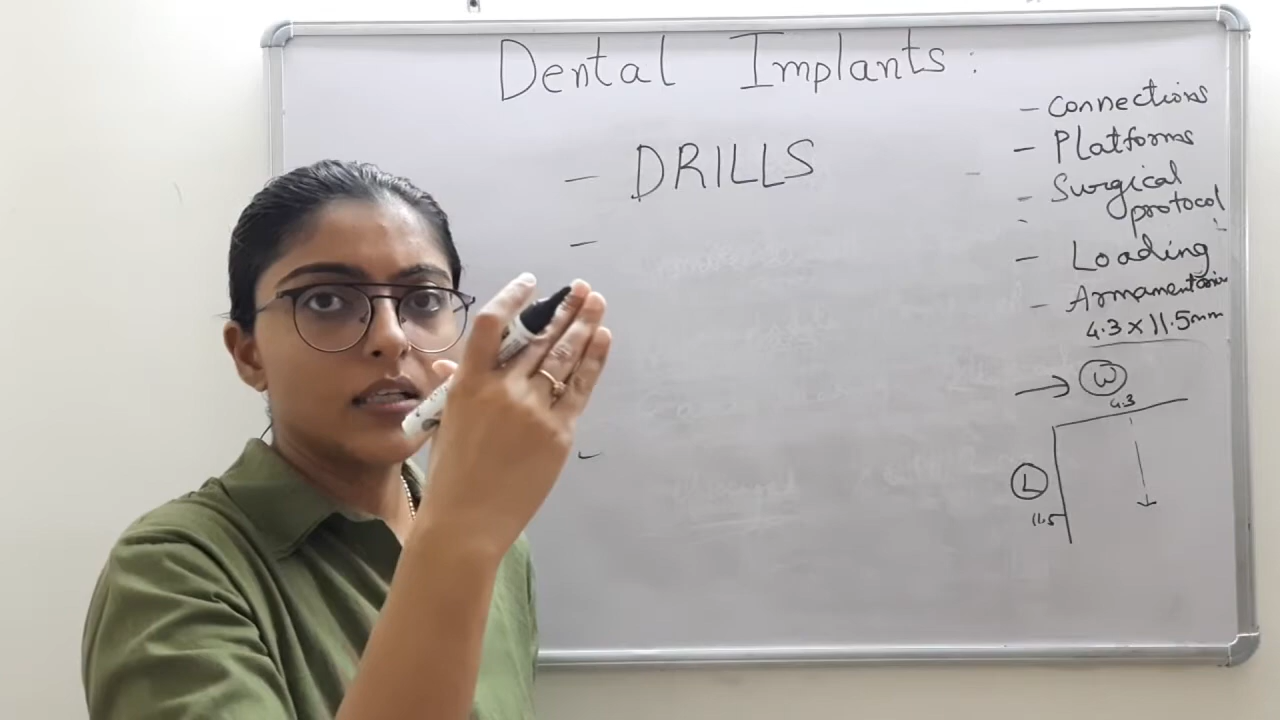 Dental Implants:
- DRILLS
-
- Connections
- Platforms
- Surgical
protocol
- Loading
- Armamentarium
4.3 x 11.5mm
→ W
4.3
L
11.5